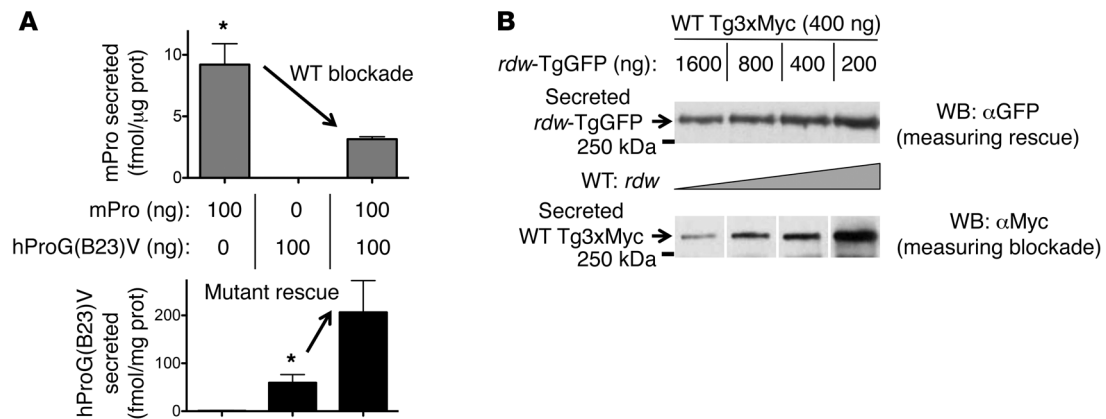 A
*
10
5
0
mPro secreted
(fmol/μg prot)
WT blockade
mPro (ng): 100 0 100
hProG(B23)V (ng): 0 100 100
200
100
0
hProG(B23)V
secreted
(fmol/mg prot)
Mutant rescue
*
B
WT Tg3xMyc (400 ng)
rdw-TgGFP (ng): 1600 800 400 200
Secreted
rdw-TgGFP
250 kDa
WB: αGFP
(measuring rescue)
WT: rdw
Secreted
WT Tg3xMyc
250 kDa
WB: αMyc
(measuring blockade)